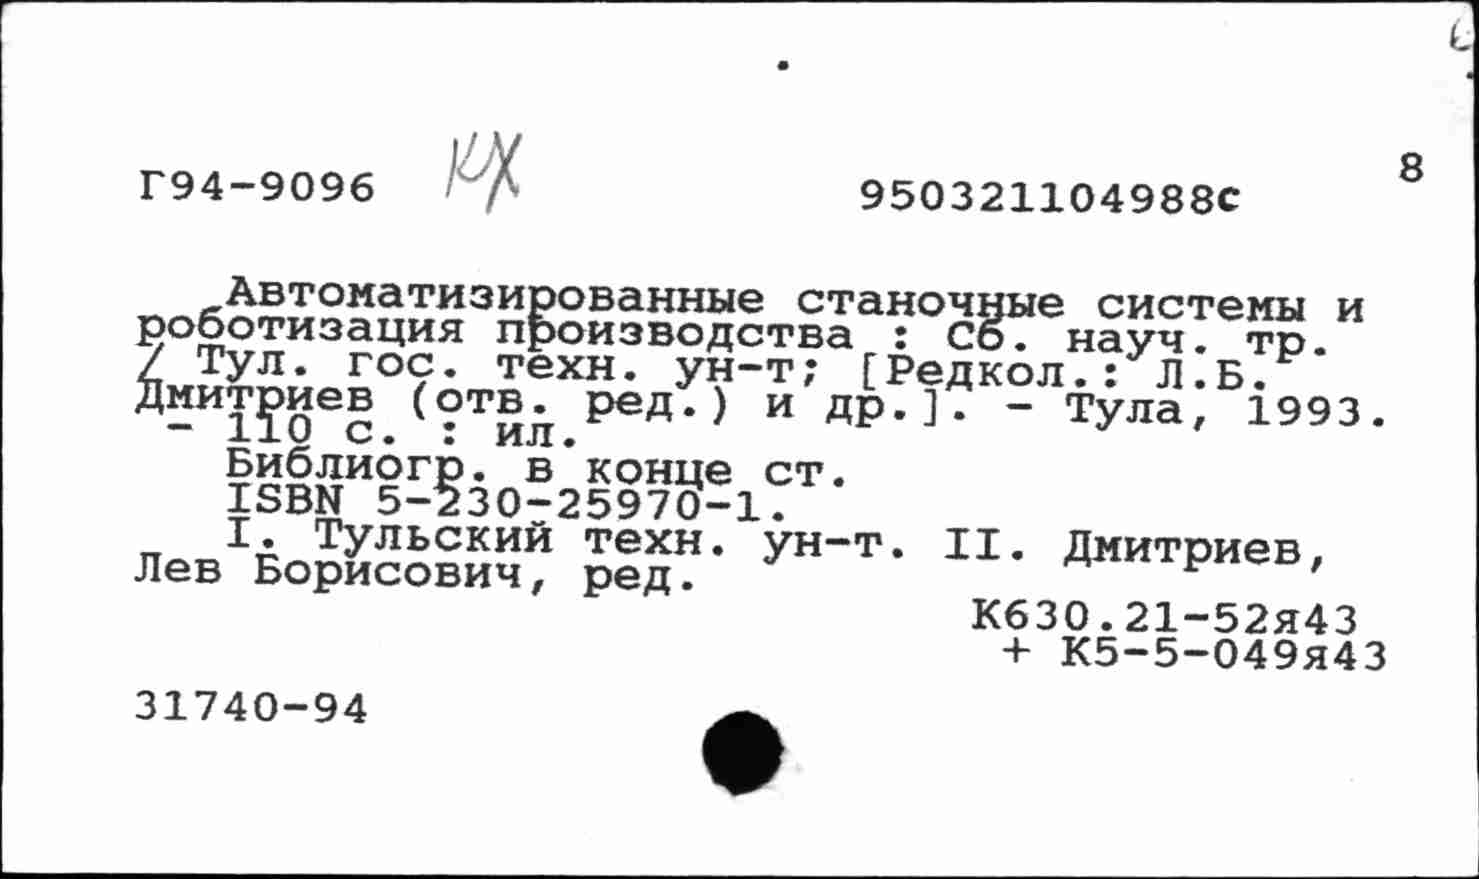 8
Г94-9096 КХ 950321104988с
Автоматизированные станочные системы и
роботизация производства : Сб. науч. тр.
/ Тул. гос. техн. ун-т; [Редкол.: Л.Б.
Дмитриев (отв. ред.) и др.]. - Тула, 1993.
- 110 с. : ил.
Библиогр. в конце ст.
ISBN 5-230-25970-1.
I. Тульский техн. ун-т. II. Дмитриев,
Лев Борисович, ред.
К630.21-52я43
+ К5-5-049я43
31740-94